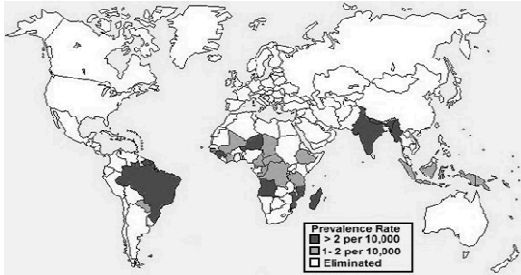 Prevalence Rate
> 2 per 10,000
1- 2 per 10,000
Eliminated